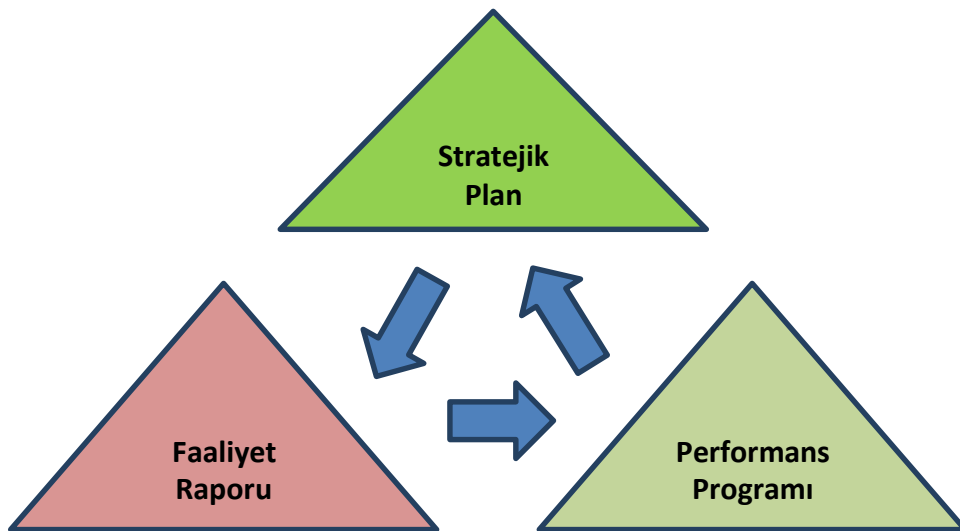 Stratejik
Plan
Faaliyet
Raporu
Performans
Programı